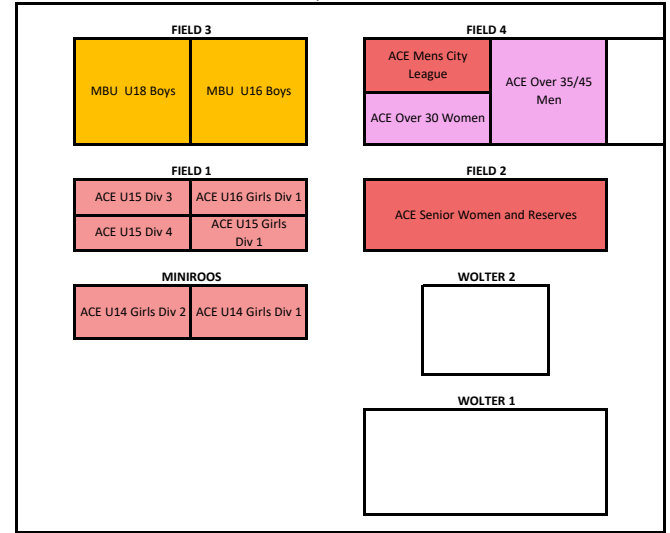 FIELD 3
FIELD 4
MBU U18 Boys
MBU U16 Boys
ACE Mens City
League
ACE Over 30 Women
ACE Over 35/45
Men
FIELD 1
FIELD 2
ACE U15 Div 3
ACE U16 Girls Div 1
ACE U15 Div 4
ACE U15 Girls
Div 1
ACE Senior Women and Reserves
MINIROOS
WOLTER 2
ACE U14 Girls Div 2
ACE U14 Girls Div 1
WOLTER 1